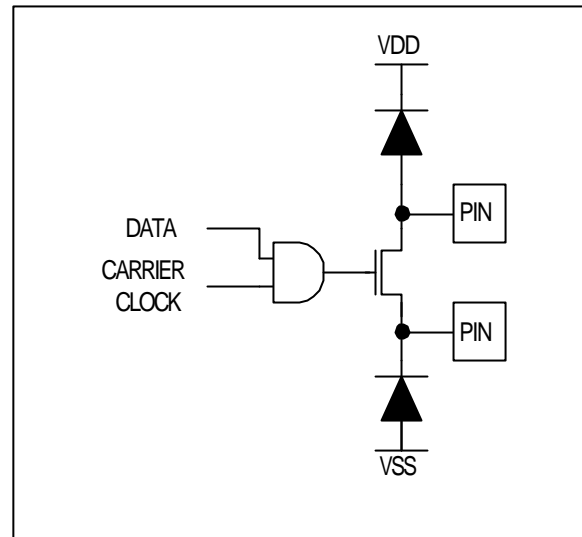 VDD
PIN
DATA
CARRIER
CLOCK
PIN
VSS